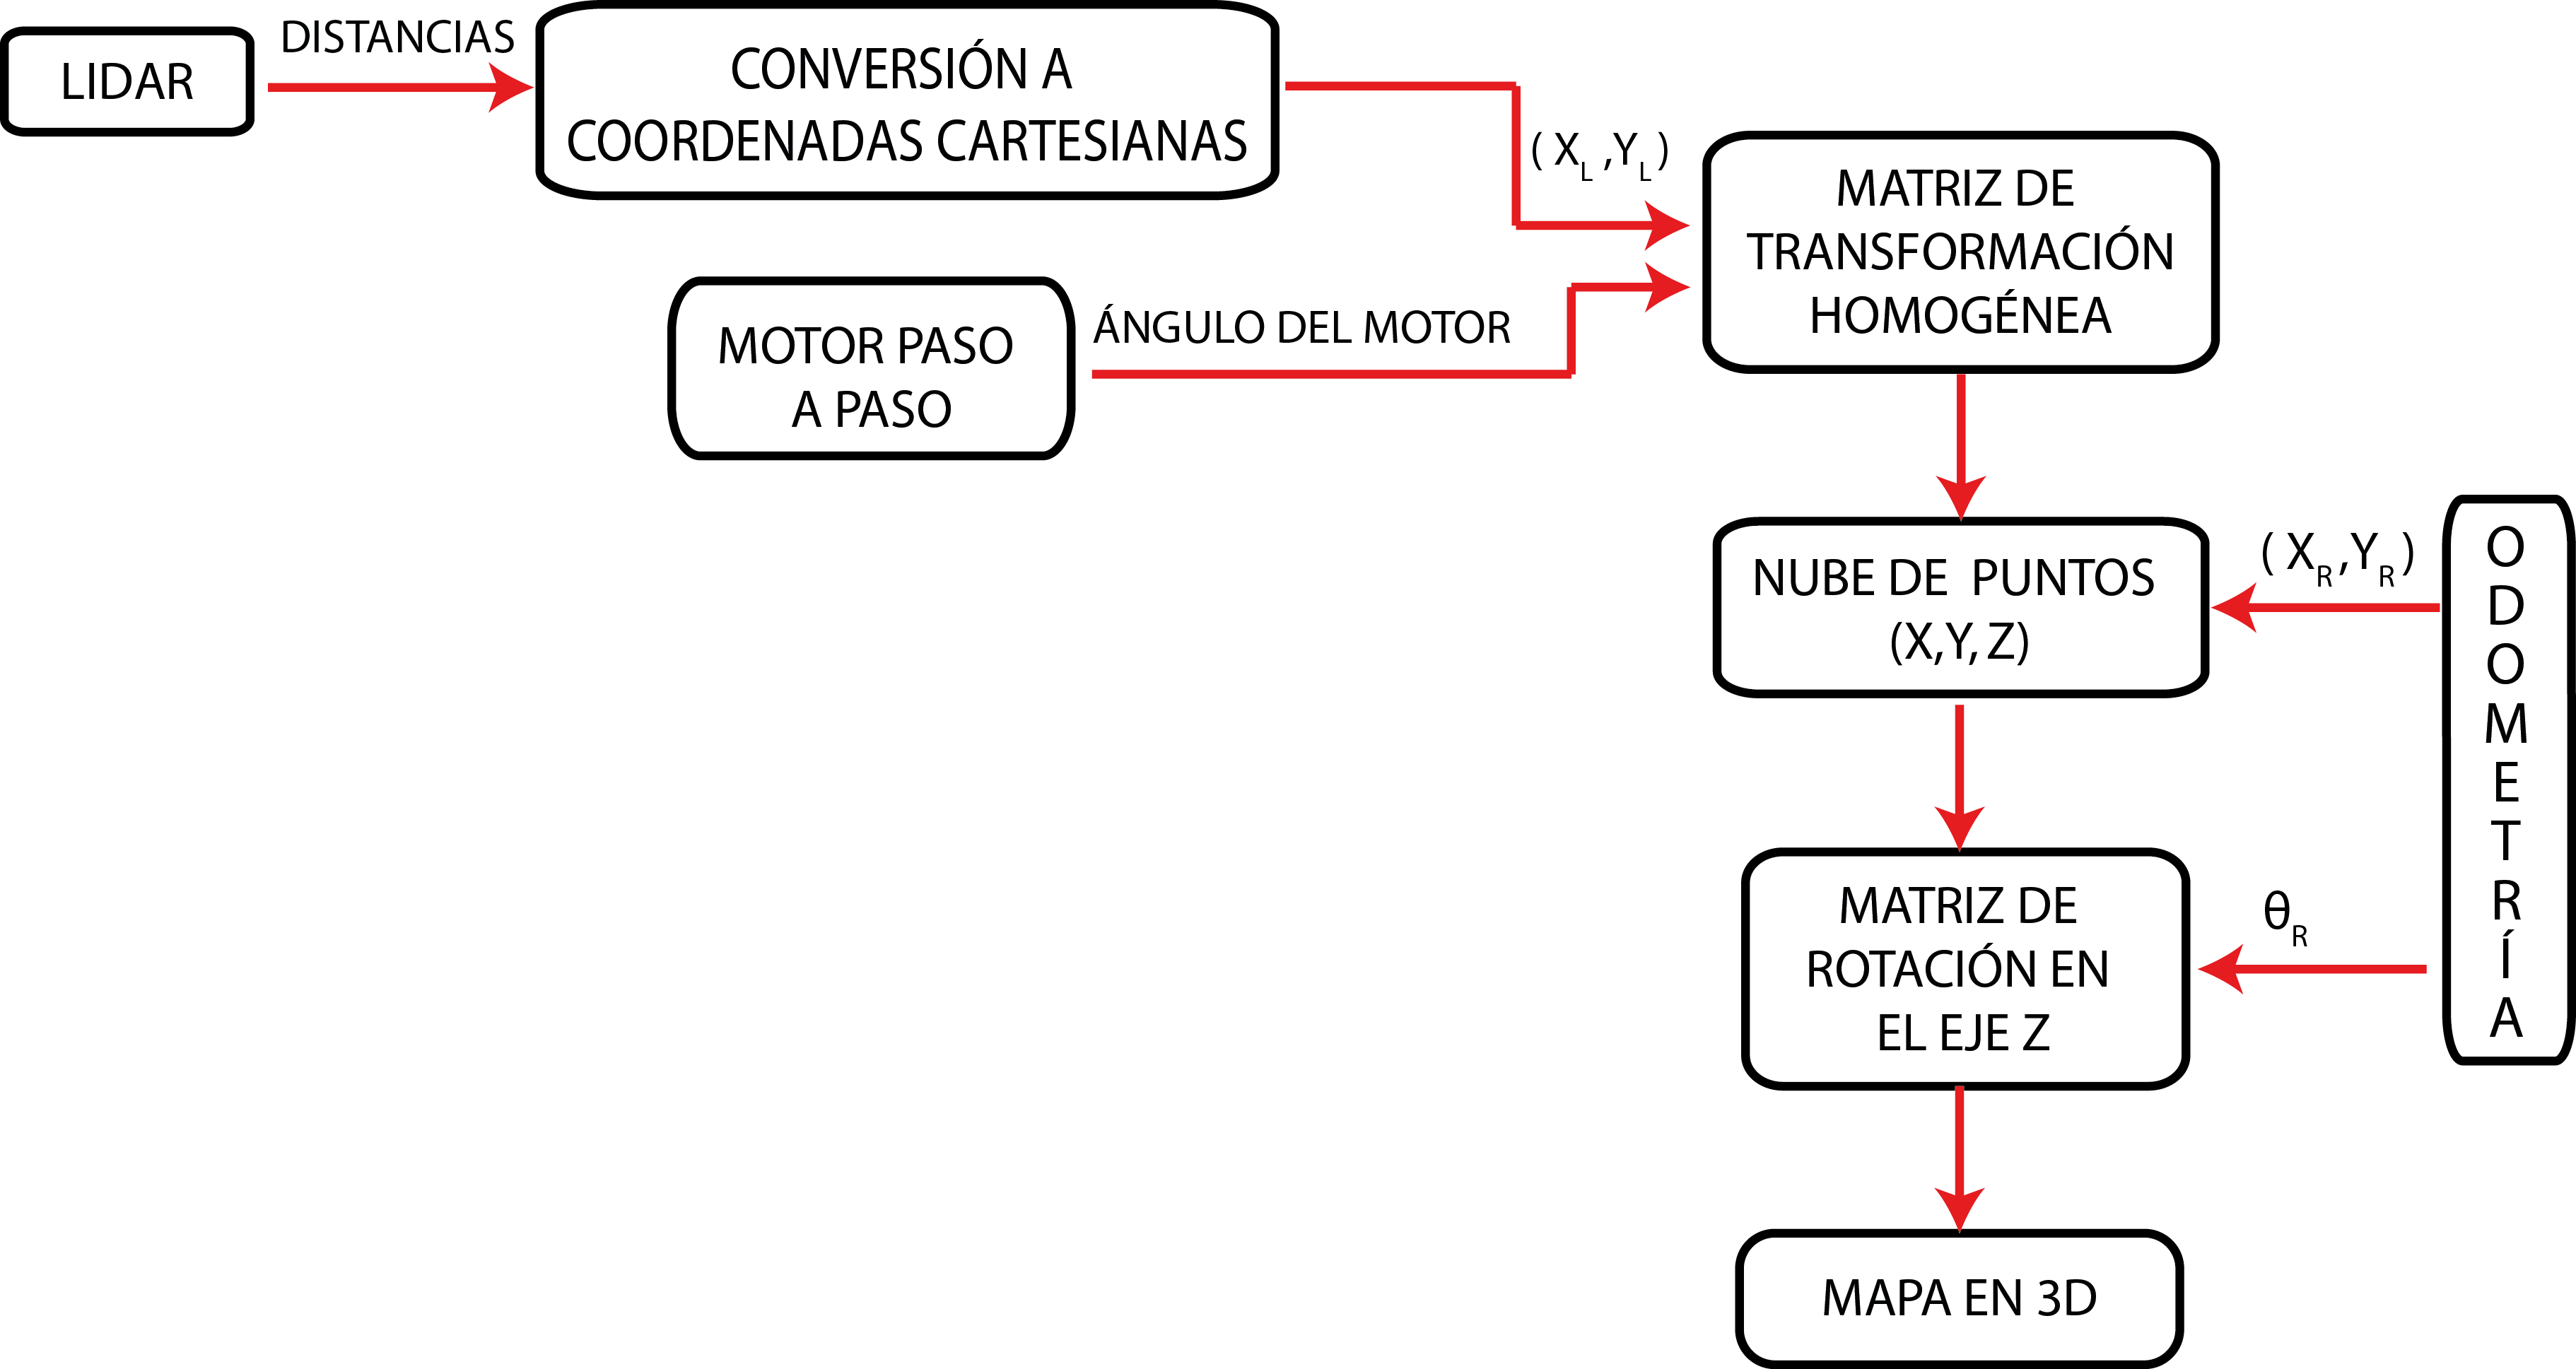 LIDAR
DISTANCIAS
CONVERSIÓN A
COORDENADAS CARTESIANAS
( X_L ,Y_L )
MOTOR PASO
A PASO
ÁNGULO DEL MOTOR
MATRIZ DE
TRANSFORMACIÓN
HOMOGÉNEA
NUBE DE PUNTOS
(X,Y, Z)
( X_R ,Y_R )
ODOMETRÍA
MATRIZ DE
ROTACIÓN EN
EL EJE Z
θ_R
MAPA EN 3D